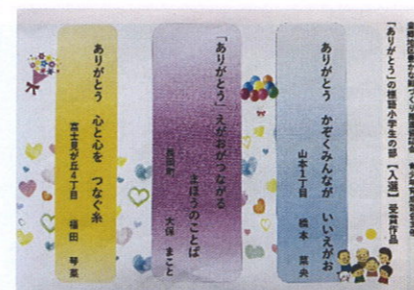 「ありがとう」の標語小学生の部 【入選】 受賞作品
ありがとう かぞくみんなが いいえがお
山本1丁目 橋本 菜央
「ありがとう」えがおがつながる
まほうのことば
長田町 大保 まこと
ありがとう 心と心を つなぐ糸
富士見が丘4丁目 福田 琴菜